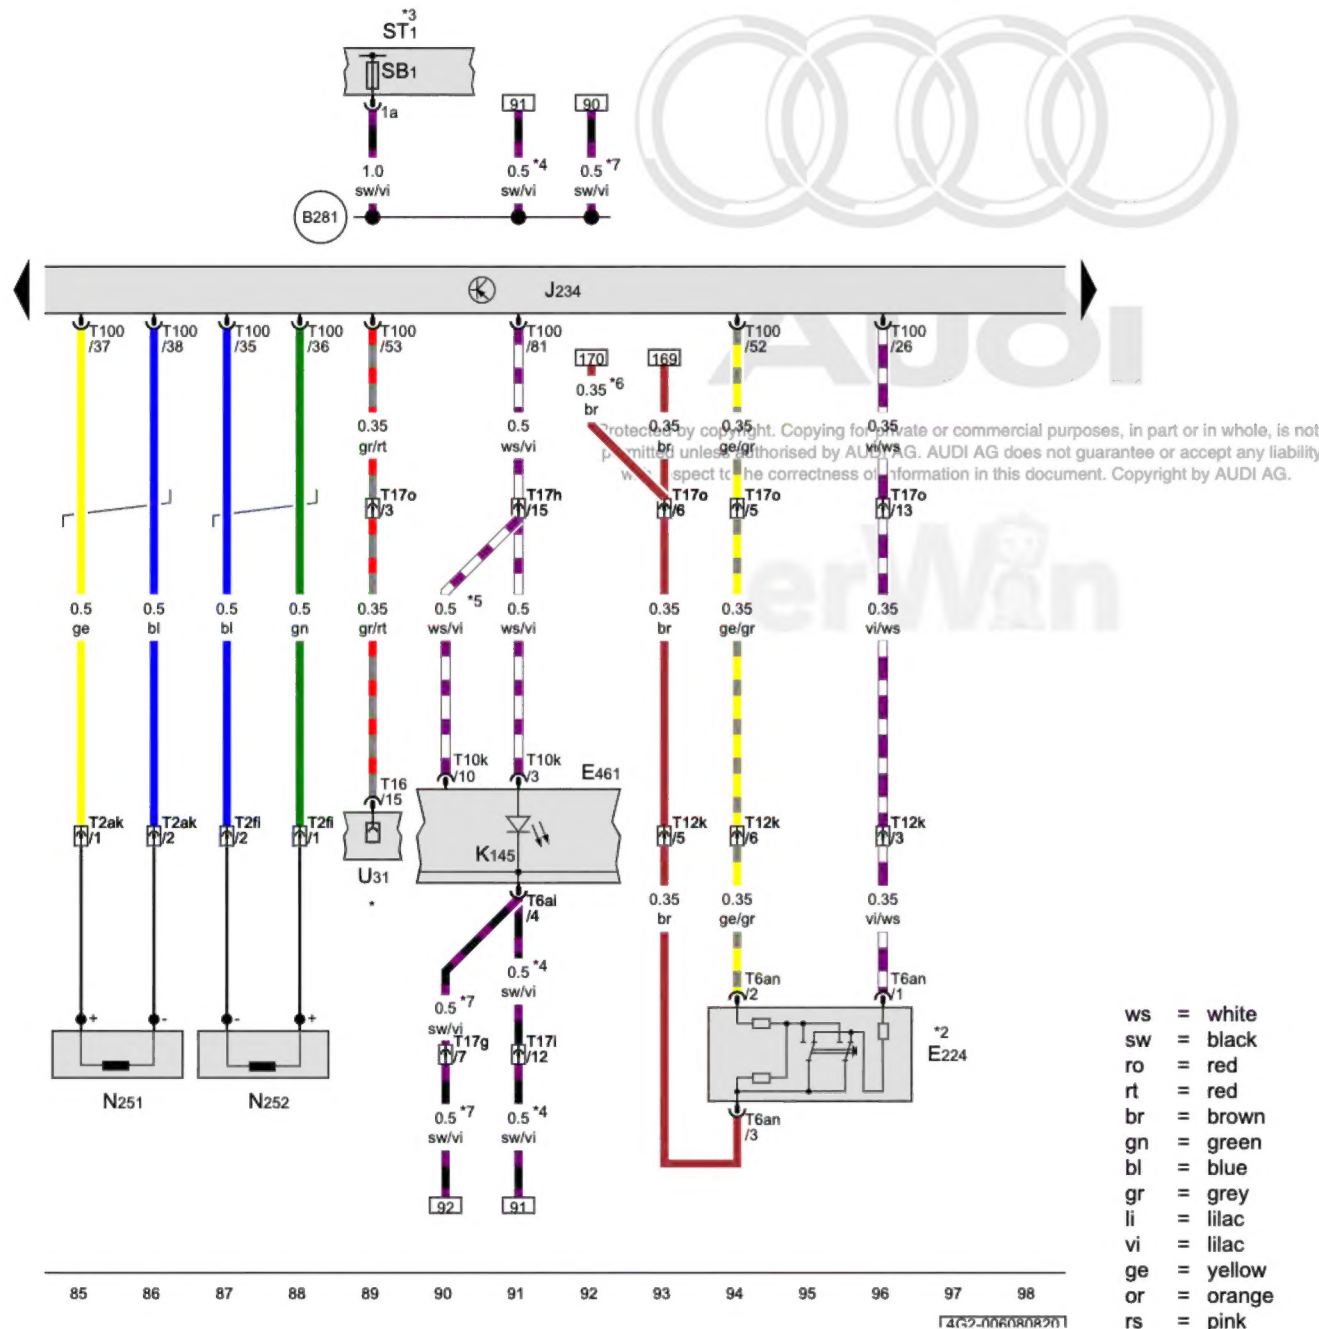 *3
ST1
SB1
1a
91
90
1.0
sw/vi
0.5 *4
sw/vi
0.5 *7
sw/vi
B281
J234
T100
/37
T100
/38
T100
/35
T100
/36
T100
/53
T100
/81
T100
/52
T100
/26
170
169
0.35 *6
br
AUDI
0.35
gr/rt
0.5
ws/vi
0.35
br
0.35
ge/gr
0.35
vi/ws
Protected by copyright. Copying for private or commercial purposes, in part or in whole, is not
permitted unless authorised by AUDI AG. AUDI AG does not guarantee or accept any liability
with respect to the correctness of information in this document. Copyright by AUDI AG.
T17o
/3
T17h
/15
T17o
/6
T17o
/5
T17o
/13
erWin
0.5
ge
0.5
bl
0.5
bl
0.5
gn
0.35
gr/rt
0.5
ws/vi
*5
0.5
ws/vi
0.35
br
0.35
ge/gr
0.35
vi/ws
T16
/15
T10k
/10
T10k
/3
E461
T2ak
/1
T2ak
/2
T2fi
/2
T2fi
/1
T12k
/5
T12k
/6
T12k
/3
K145
U31
*
T6ai
/4
0.35
br
0.35
ge/gr
0.35
vi/ws
0.5 *7
sw/vi
0.5 *4
sw/vi
T6an
/2
T6an
/1
+
-
-
+
T17g
/7
T17i
/12
*2
E224
N251
N252
0.5 *7
sw/vi
0.5 *4
sw/vi
T6an
/3
92
91
ws = white
sw = black
ro = red
rt = red
br = brown
gn = green
bl = blue
gr = grey
li = lilac
vi = lilac
ge = yellow
or = orange
rs = pink
85 86 87 88 89 90 91 92 93 94 95 96 97 98
4G2-006080820